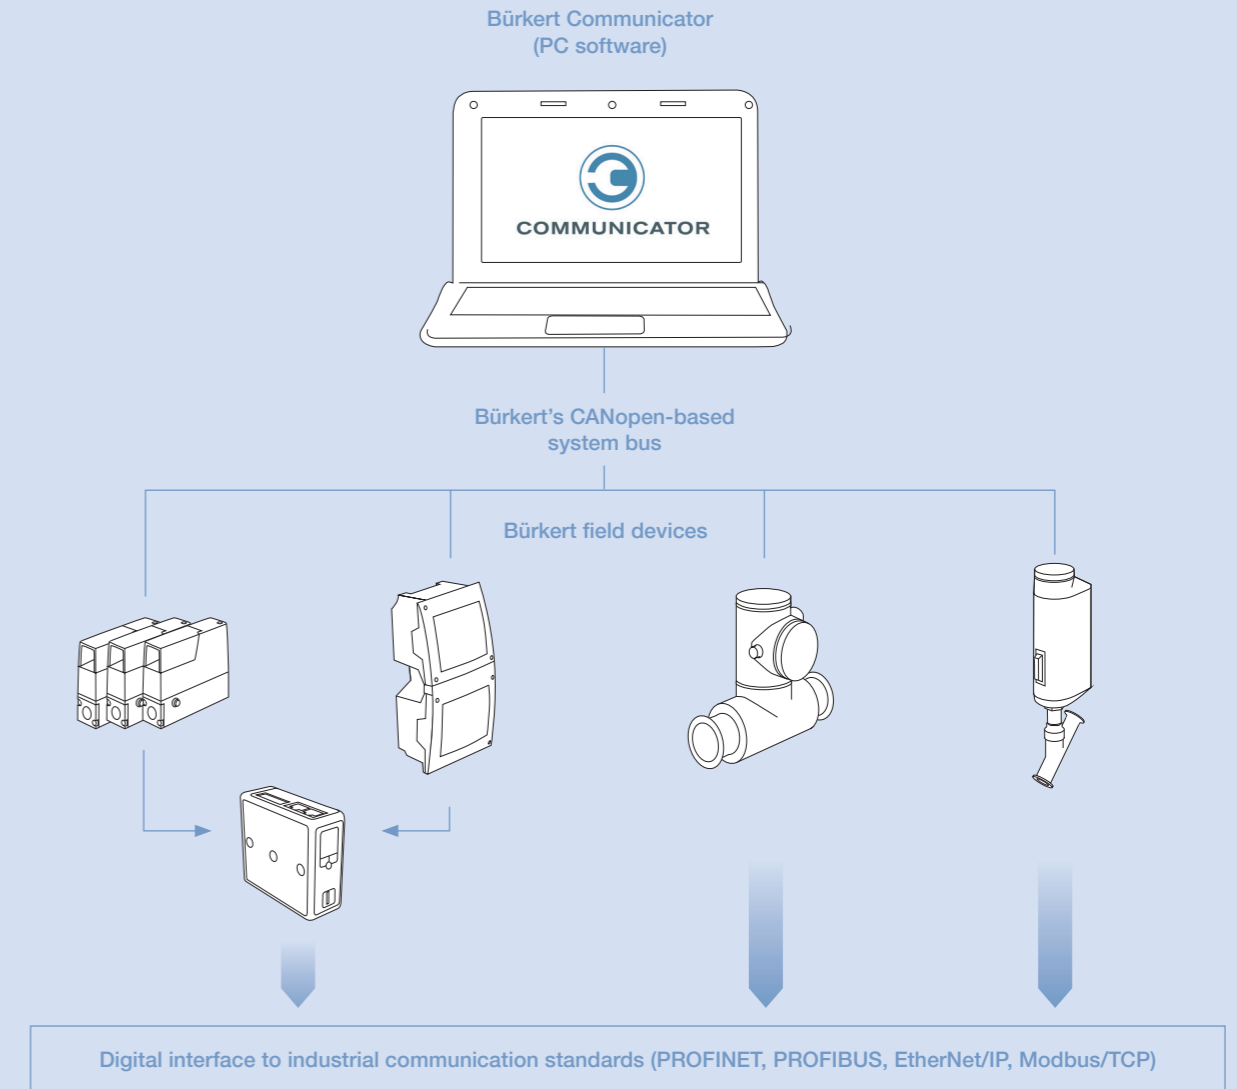 Bürkert Communicator
(PC software)
COMMUNICATOR
Bürkert’s CANopen-based
system bus
Bürkert field devices
Digital interface to industrial communication standards (PROFINET, PROFIBUS, EtherNet/IP, Modbus/TCP)